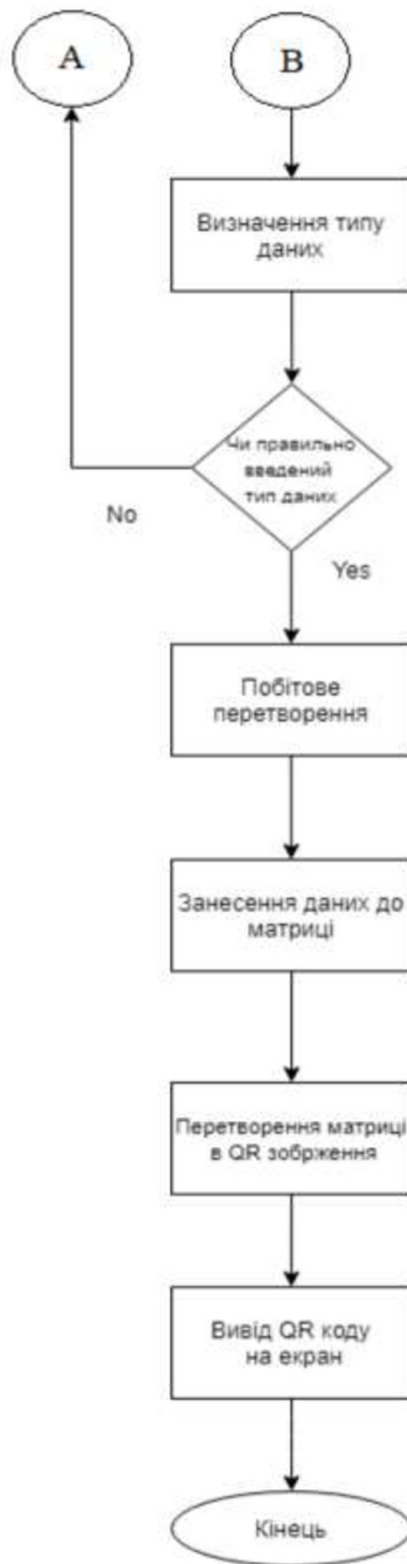 A
B
Визначення типу
даних
Чи правильно
введений
тип даних
No
Yes
Побітове
перетворення
Занесення даних до
матриці
Перетворення матриці
в QR зобрження
Вивід QR коду
на екран
Кінець